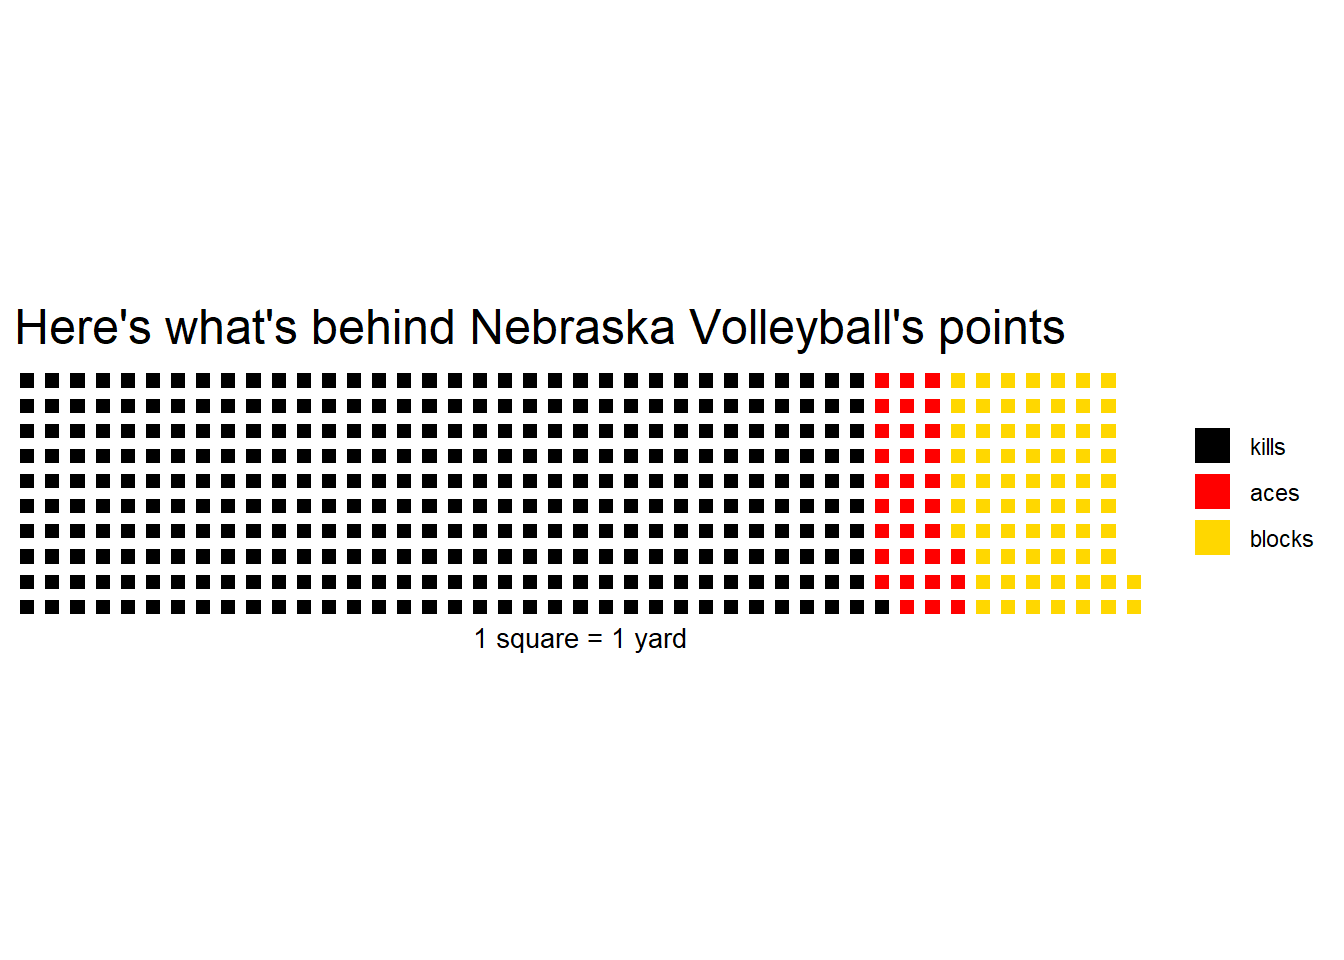 Here's what's behind Nebraska Volleyball's points
kills
aces
blocks
1 square = 1 yard